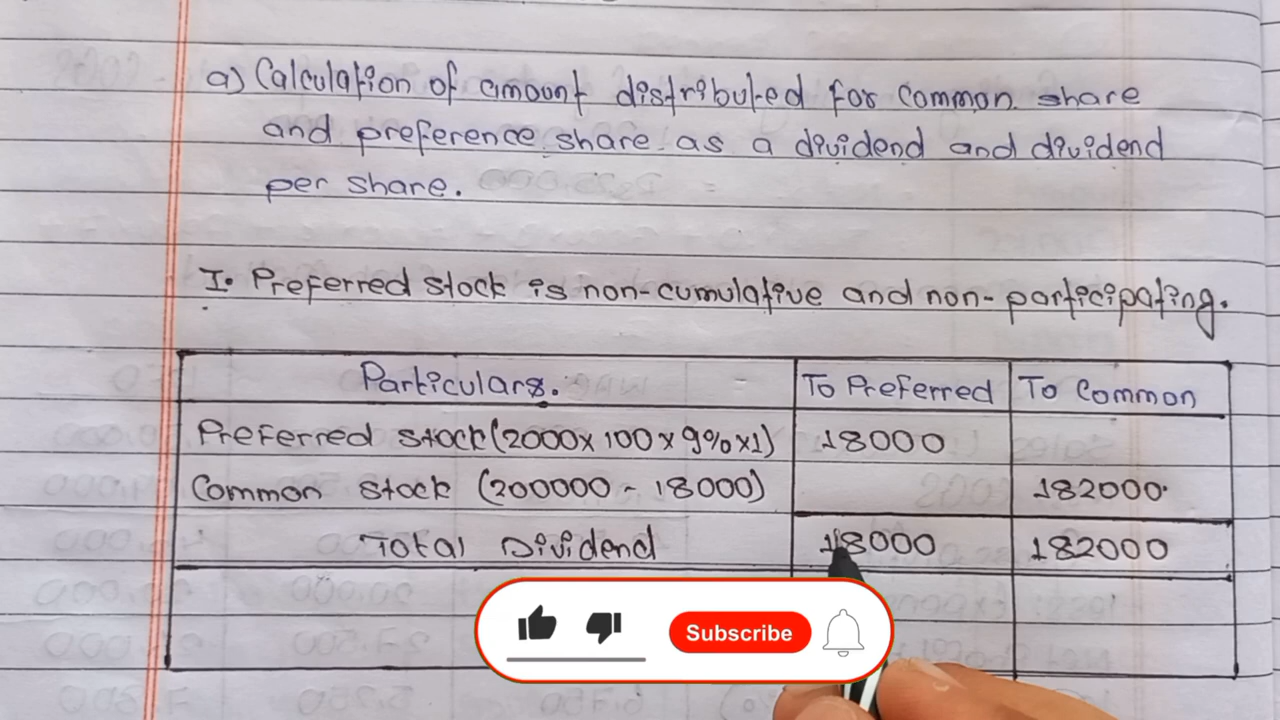 a) Calculation of amount distributed for common share
and preference share as a dividend and dividend
per share.
I. Preferred stock is non-cumulative and non-participating.
Particulars. To Preferred To Common
Preferred stock (2000x 100 x 9% x1) 18000
Common stock (200000 - 18000) 182000
Total Dividend 18000 182000
Subscribe